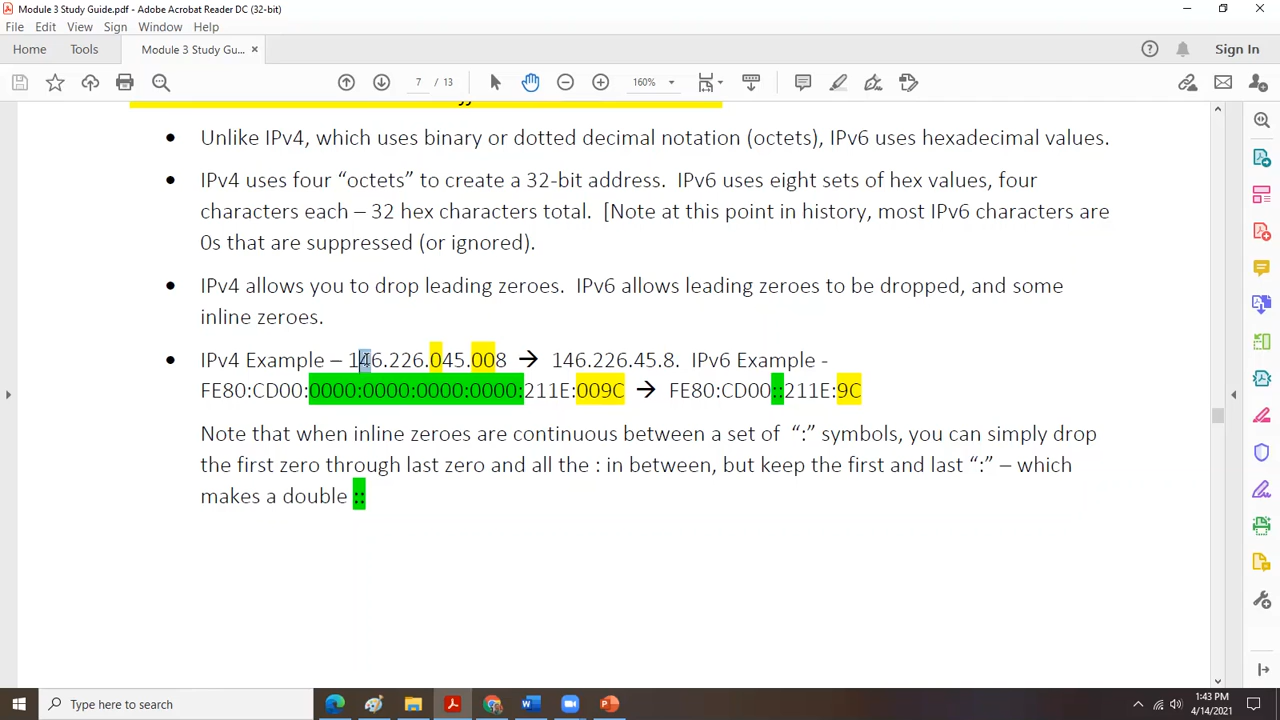 Module 3 Study Guide.pdf - Adobe Acrobat Reader DC (32-bit)
File Edit View Sign Window Help
Home Tools Module 3 Study Gu... × Sign In
7 / 13 160%
• Unlike IPv4, which uses binary or dotted decimal notation (octets), IPv6 uses hexadecimal values.
• IPv4 uses four “octets” to create a 32-bit address. IPv6 uses eight sets of hex values, four
characters each – 32 hex characters total. [Note at this point in history, most IPv6 characters are
0s that are suppressed (or ignored).
• IPv4 allows you to drop leading zeroes. IPv6 allows leading zeroes to be dropped, and some
inline zeroes.
• IPv4 Example – 146.226.045.008 → 146.226.45.8. IPv6 Example -
FE80:CD00:0000:0000:0000:0000:211E:009C → FE80:CD00::211E:9C
Note that when inline zeroes are continuous between a set of “:” symbols, you can simply drop
the first zero through last zero and all the : in between, but keep the first and last “:” – which
makes a double ::
Type here to search
1:43 PM
4/14/2021